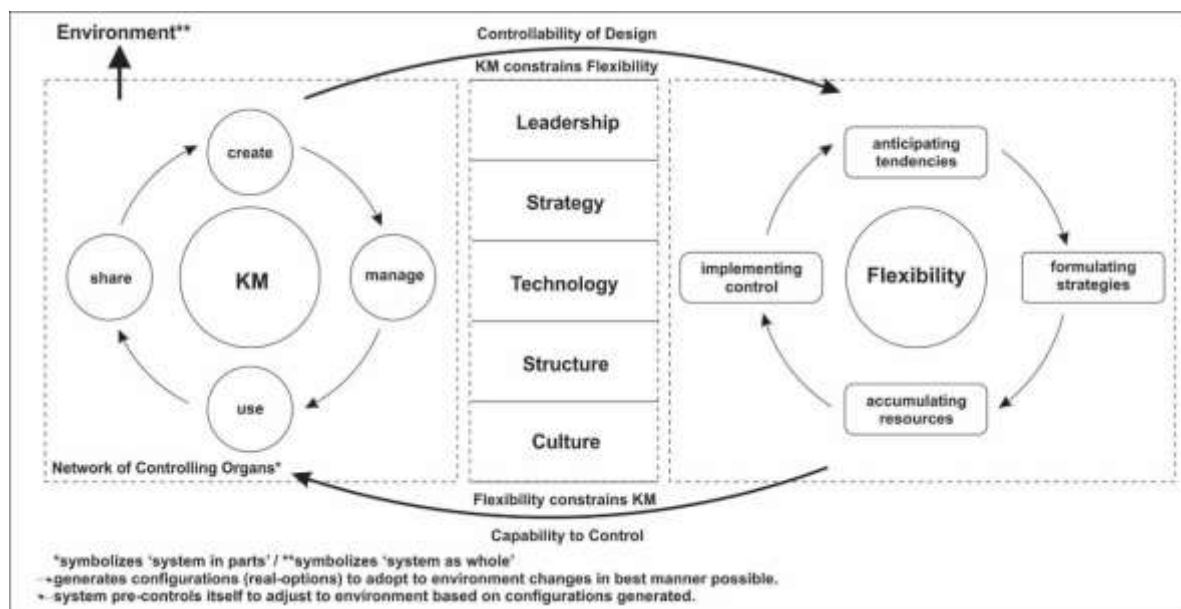 Environment**
Controllability of Design
KM constrains Flexibility
create
manage
use
share
KM
Network of Controlling Organs*
Leadership
Strategy
Technology
Structure
Culture
anticipating
tendencies
formulating
strategies
accumulating
resources
implementing
control
Flexibility
Flexibility constrains KM
Capability to Control
*symbolizes ‘system in parts’ / **symbolizes ‘system as whole’
generates configurations (real-options) to adopt to environment changes in best manner possible.
system pre-controls itself to adjust to environment based on configurations generated.